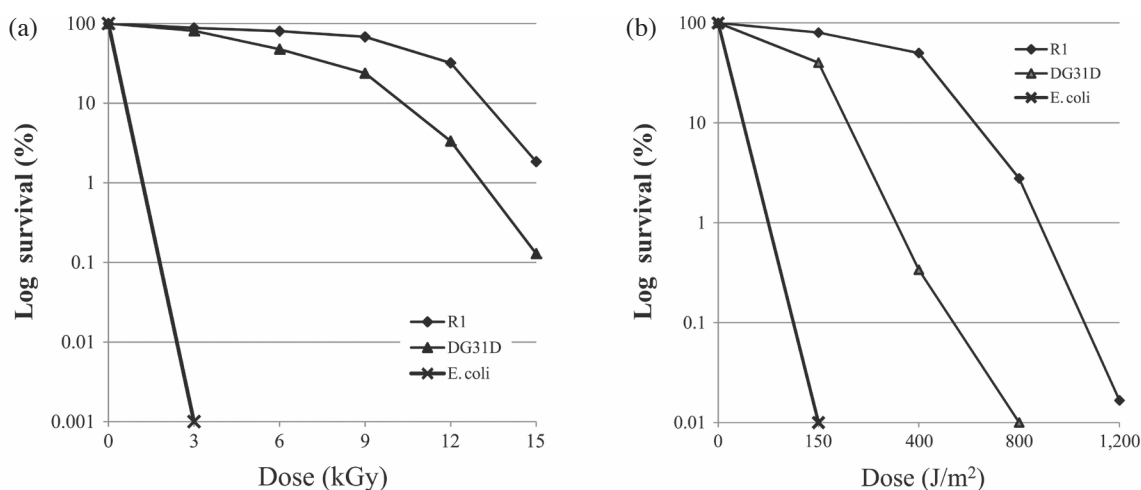 (a)
100
10
1
0.1
0.01
0.001
Log survival (%)
R1
DG31D
E. coli
0 3 6 9 12 15
Dose (kGy)
(b)
100
10
1
0.1
0.01
Log survival (%)
R1
DG31D
E. coli
0 150 400 800 1,200
Dose (J/m²)